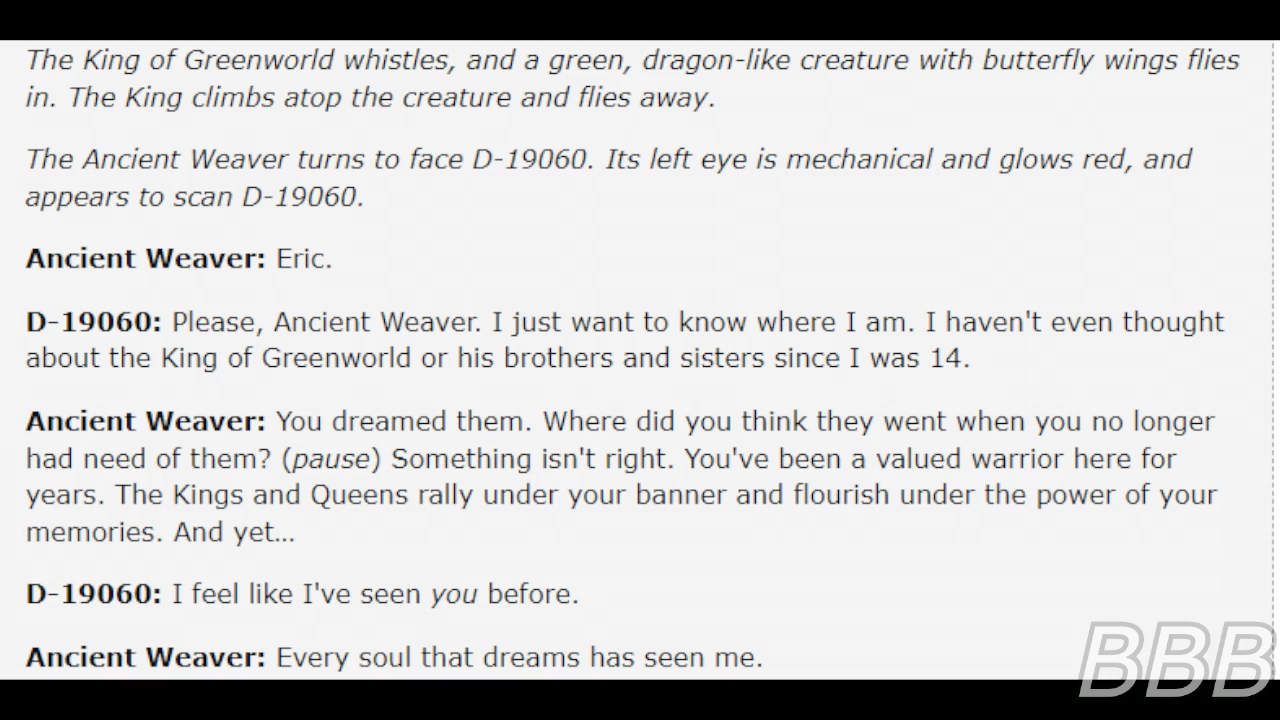 The King of Greenworld whistles, and a green, dragon-like creature with butterfly wings flies
in. The King climbs atop the creature and flies away.
The Ancient Weaver turns to face D-19060. Its left eye is mechanical and glows red, and
appears to scan D-19060.
Ancient Weaver: Eric.
D-19060: Please, Ancient Weaver. I just want to know where I am. I haven't even thought
about the King of Greenworld or his brothers and sisters since I was 14.
Ancient Weaver: You dreamed them. Where did you think they went when you no longer
had need of them? (pause) Something isn't right. You've been a valued warrior here for
years. The Kings and Queens rally under your banner and flourish under the power of your
memories. And yet...
D-19060: I feel like I've seen you before.
Ancient Weaver: Every soul that dreams has seen me.
BBB